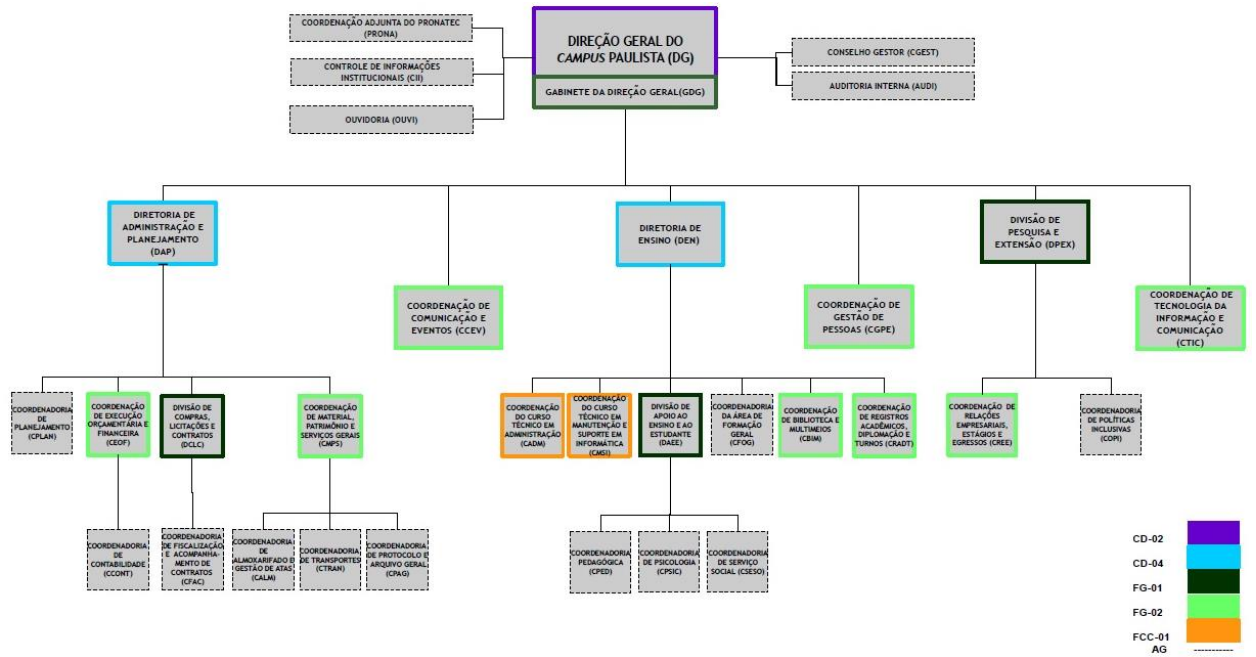 COORDENAÇÃO ADJUNTA DO PRONATEC
(PRONA)
CONTROLE DE INFORMAÇÕES
INSTITUCIONAIS (CII)
OUVIDORIA (OUVI)
DIREÇÃO GERAL DO
CAMPUS PAULISTA (DG)
GABINETE DA DIREÇÃO GERAL(GDG)
CONSELHO GESTOR (CGEST)
AUDITORIA INTERNA (AUDI)
DIRETORIA DE
ADMINISTRAÇÃO E
PLANEJAMENTO
(DAP)
DIRETORIA DE
ENSINO (DEN)
DIVISÃO DE
PESQUISA E
EXTENSÃO (DPEX)
COORDENAÇÃO DE
COMUNICAÇÃO E
EVENTOS (CCEV)
COORDENAÇÃO DE
GESTÃO DE
PESSOAS (CGPE)
COORDENAÇÃO DE
TECNOLOGIA DA
INFORMAÇÃO E
COMUNICAÇÃO
(CTIC)
COORDENADORIA
DE
PLANEJAMENTO
(CPLAN)
COORDENAÇÃO
DE EXECUÇÃO
ORÇAMENTÁRIA E
FINANCEIRA
(CEOF)
DIVISÃO DE
COMPRAS,
LICITAÇÕES E
CONTRATOS
(DCLC)
COORDENAÇÃO
DE MATERIAL,
PATRIMÔNIO E
SERVIÇOS GERAIS
(CMPS)
COORDENAÇÃO
DO CURSO
TÉCNICO EM
ADMINISTRAÇÃO
(CADM)
COORDENAÇÃO
DO CURSO
TÉCNICO EM
MANUTENÇÃO E
SUPORTE EM
INFORMÁTICA
(CMSI)
DIVISÃO DE
APOIO AO
ENSINO E AO
ESTUDANTE
(DAEE)
COORDENADORIA
DA ÁREA DE
FORMAÇÃO
GERAL
(CFOG)
COORDENAÇÃO
DE BIBLIOTECA E
MULTIMEIOS
(CBIM)
COORDENAÇÃO
DE REGISTROS
ACADÊMICOS,
DIPLOMAÇÃO E
TURNOS (CRADT)
COORDENAÇÃO DE
RELAÇÕES
EMPRESARIAIS,
ESTÁGIOS E
EGRESSOS (CREE)
COORDENADORIA
DE POLÍTICAS
INCLUSIVAS
(COPI)
COORDENADORIA
DE
CONTABILIDADE
(CCONT)
COORDENADORIA
DE FISCALIZAÇÃO
E ACOMPANHA-
MENTO DE
CONTRATOS
(CFAC)
COORDENADORIA
DE
ALMOXARIFADO E
GESTÃO DE ATAS
(CALM)
COORDENADORIA
DE TRANSPORTES
(CTRAN)
COORDENADORIA
DE PROTOCOLO E
ARQUIVO GERAL
(CPAG)
COORDENADORIA
PEDAGÓGICA
(CPED)
COORDENADORIA
DE PSICOLOGIA
(CPSIC)
COORDENADORIA
DE SERVIÇO
SOCIAL (CSESO)
CD-02
CD-04
FG-01
FG-02
FCC-01
AG